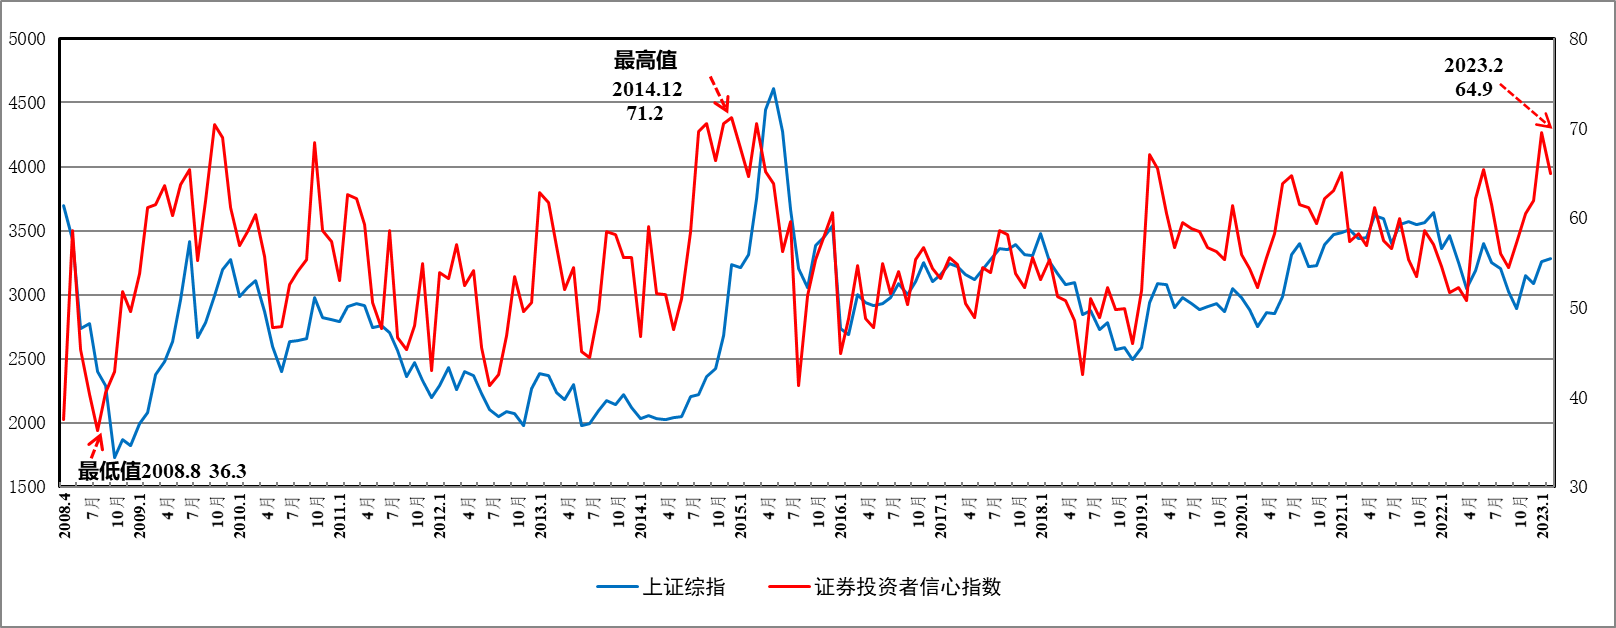 5000
4500
4000
3500
3000
2500
2000
1500
80
70
60
50
40
30
最高值
2014.12
71.2
2023.2
64.9
最低值2008.8 36.3
2008.4
7月
10月
2009.1
4月
7月
10月
2010.1
4月
7月
10月
2011.1
4月
7月
10月
2012.1
4月
7月
10月
2013.1
4月
7月
10月
2014.1
4月
7月
10月
2015.1
4月
7月
10月
2016.1
4月
7月
10月
2017.1
4月
7月
10月
2018.1
4月
7月
10月
2019.1
4月
7月
10月
2020.1
4月
7月
10月
2021.1
4月
7月
10月
2022.1
4月
7月
10月
2023.1
上证综指
证券投资者信心指数